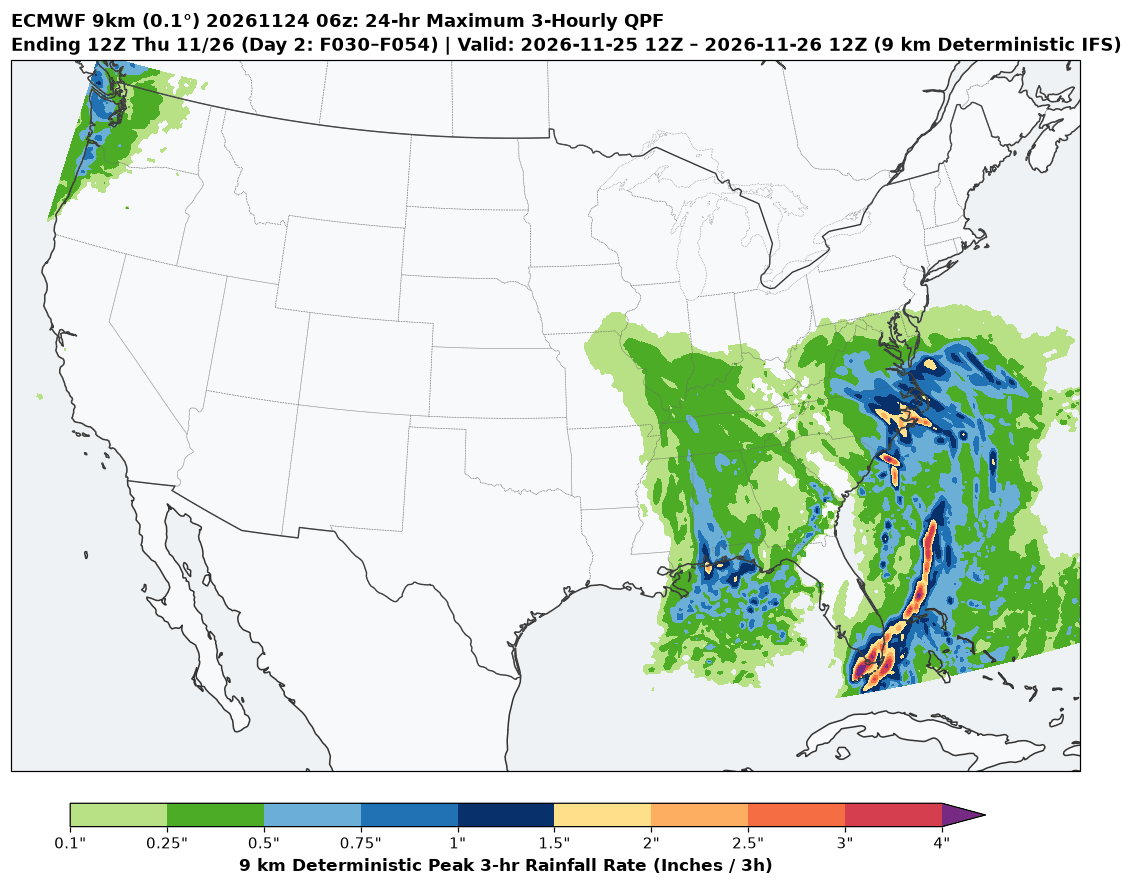 ECMWF 9km (0.1°) 20261124 06z: 24-hr Maximum 3-Hourly QPF
Ending 12Z Thu 11/26 (Day 2: F030–F054) | Valid: 2026-11-25 12Z – 2026-11-26 12Z (9 km Deterministic IFS)
0.1" 0.25" 0.5" 0.75" 1" 1.5" 2" 2.5" 3" 4"
9 km Deterministic Peak 3-hr Rainfall Rate (Inches / 3h)